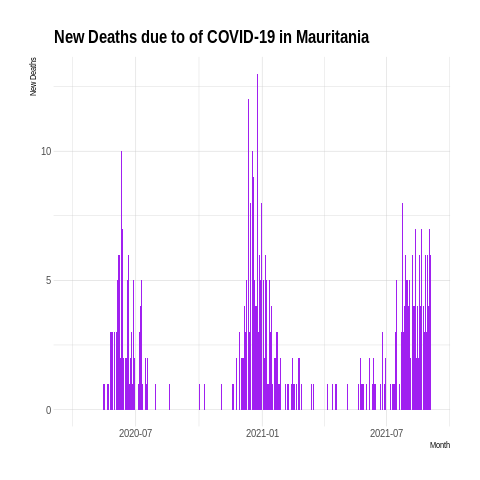 New Deaths due to of COVID-19 in Mauritania
New Deaths
10
5
0
2020-07
2021-01
2021-07
Month